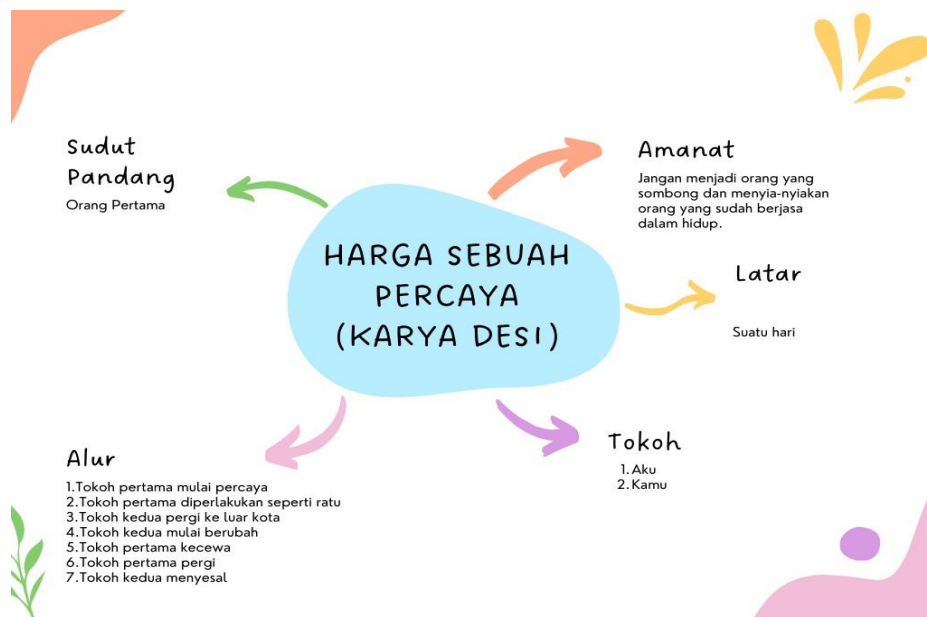 HARGA SEBUAH
PERCAYA
(KARYA DESI)
Sudut
Pandang
Orang Pertama
Amanat
Jangan menjadi orang yang
sombong dan menyia-nyiakan
orang yang sudah berjasa
dalam hidup.
Latar
Suatu hari
Tokoh
1. Aku
2. Kamu
Alur
1.Tokoh pertama mulai percaya
2.Tokoh pertama diperlakukan seperti ratu
3.Tokoh kedua pergi ke luar kota
4.Tokoh kedua mulai berubah
5.Tokoh pertama kecewa
6.Tokoh pertama pergi
7.Tokoh kedua menyesal